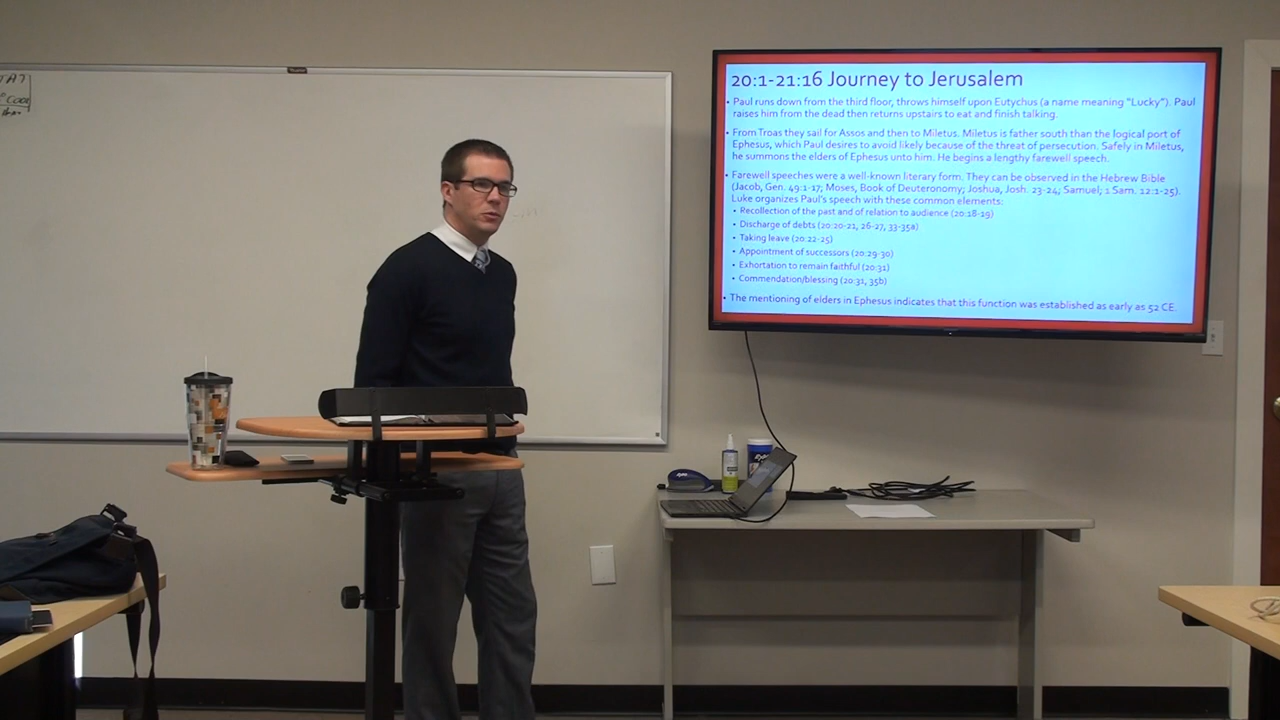 20:1-21:16 Journey to Jerusalem
• Paul runs down from the third floor, throws himself upon Eutychus (a name meaning "Lucky"). Paul
raises him from the dead then returns upstairs to eat and finish talking.
• From Troas they sail for Assos and then to Miletus. Miletus is father south than the logical port of
Ephesus, which Paul desires to avoid likely because of the threat of persecution. Safely in Miletus,
he summons the elders of Ephesus unto him. He begins a lengthy farewell speech.
• Farewell speeches were a well-known literary form. They can be observed in the Hebrew Bible
(Jacob, Gen. 49:1-17; Moses, Book of Deuteronomy; Joshua, Josh. 23-24; Samuel; 1 Sam. 12:1-25).
Luke organizes Paul's speech with these common elements:
• Recollection of the past and of relation to audience (20:18-19)
• Discharge of debts (20:20-21, 26-27, 33-35a)
• Taking leave (20:22-25)
• Appointment of successors (20:29-30)
• Exhortation to remain faithful (20:31)
• Commendation/blessing (20:31, 35b)
• The mentioning of elders in Ephesus indicates that this function was established as early as 52 CE.